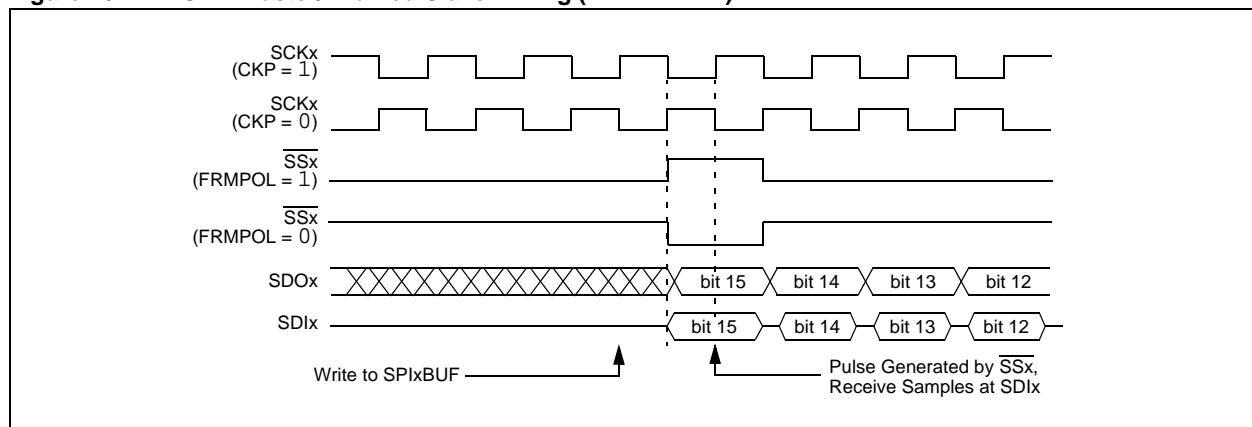 SCKx
(CKP = 1)
SCKx
(CKP = 0)
SSx
(FRMPOL = 1)
SSx
(FRMPOL = 0)
SDOx
bit 15 bit 14 bit 13 bit 12
SDIx
bit 15 bit 14 bit 13 bit 12
Write to SPIxBUF
Pulse Generated by SSx,
Receive Samples at SDIx